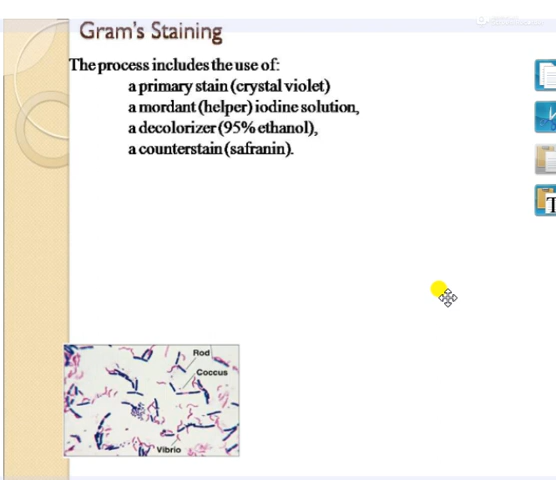 Gram's Staining
The process includes the use of:
a primary stain (crystal violet)
a mordant (helper) iodine solution,
a decolorizer (95% ethanol),
a counterstain (safranin).
T
Rod
Coccus
Vibrio